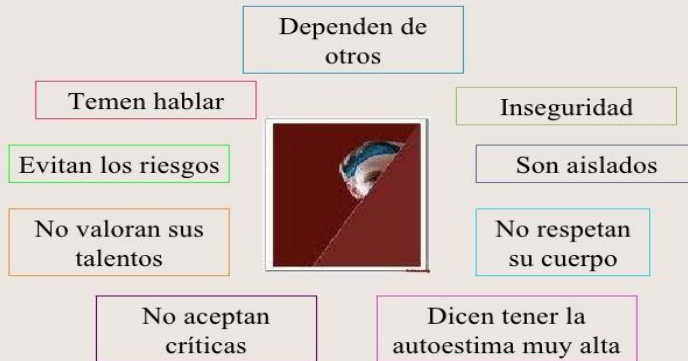 Dependen de
otros
Temen hablar
Inseguridad
Evitan los riesgos
Son aislados
No valoran sus
talentos
No respetan
su cuerpo
No aceptan
críticas
Dicen tener la
autoestima muy alta